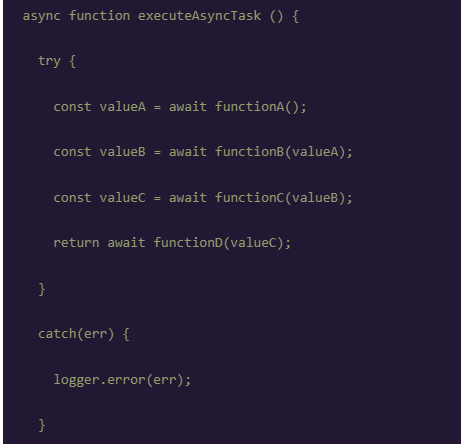 async function executeAsyncTask () {
try {
const valueA = await functionA();
const valueB = await functionB(valueA);
const valueC = await functionC(valueB);
return await functionD(valueC);
}
catch(err) {
logger.error(err);
}